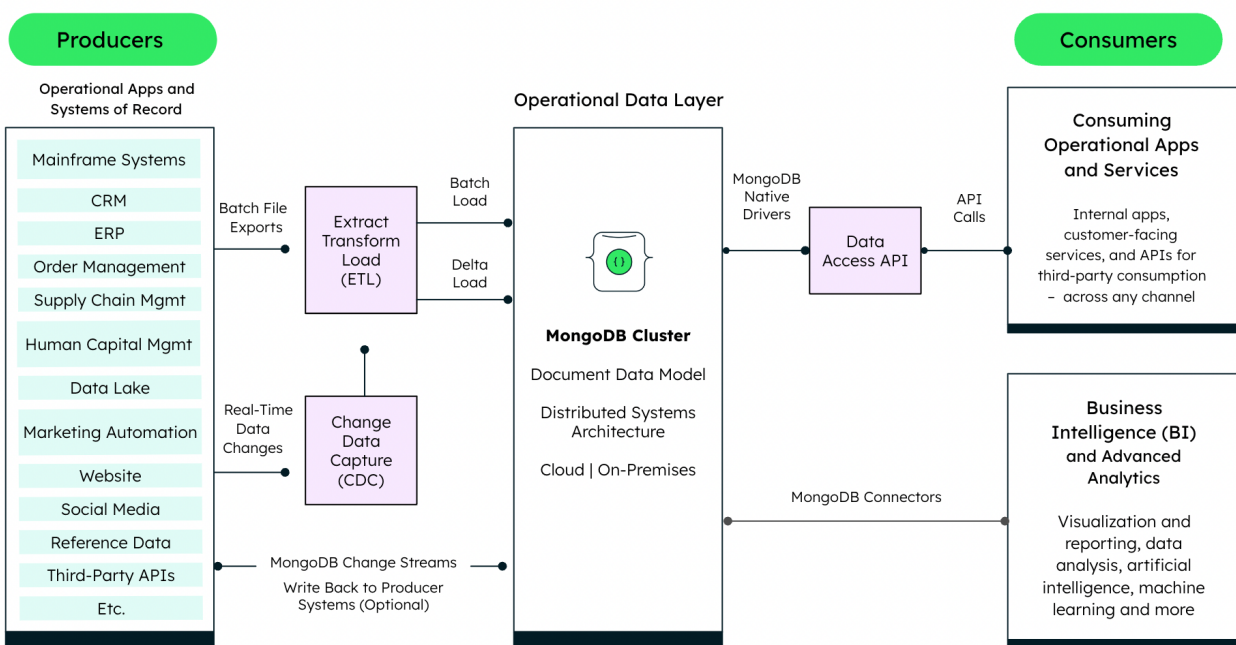 Producers
Operational Apps and
Systems of Record
Mainframe Systems
CRM
ERP
Order Management
Supply Chain Mgmt
Human Capital Mgmt
Data Lake
Marketing Automation
Website
Social Media
Reference Data
Third-Party APIs
Etc.
Batch File
Exports
Real-Time
Data
Changes
Extract
Transform
Load
(ETL)
Change
Data
Capture
(CDC)
Batch
Load
Delta
Load
MongoDB Change Streams
Write Back to Producer
Systems (Optional)
Operational Data Layer
{ }
MongoDB Cluster
Document Data Model
Distributed Systems
Architecture
Cloud | On-Premises
MongoDB
Native
Drivers
Data
Access API
API
Calls
MongoDB Connectors
Consumers
Consuming
Operational Apps
and Services
Internal apps,
customer-facing
services, and APIs for
third-party consumption
– across any channel
Business
Intelligence (BI)
and Advanced
Analytics
Visualization and
reporting, data
analysis, artificial
intelligence, machine
learning and more